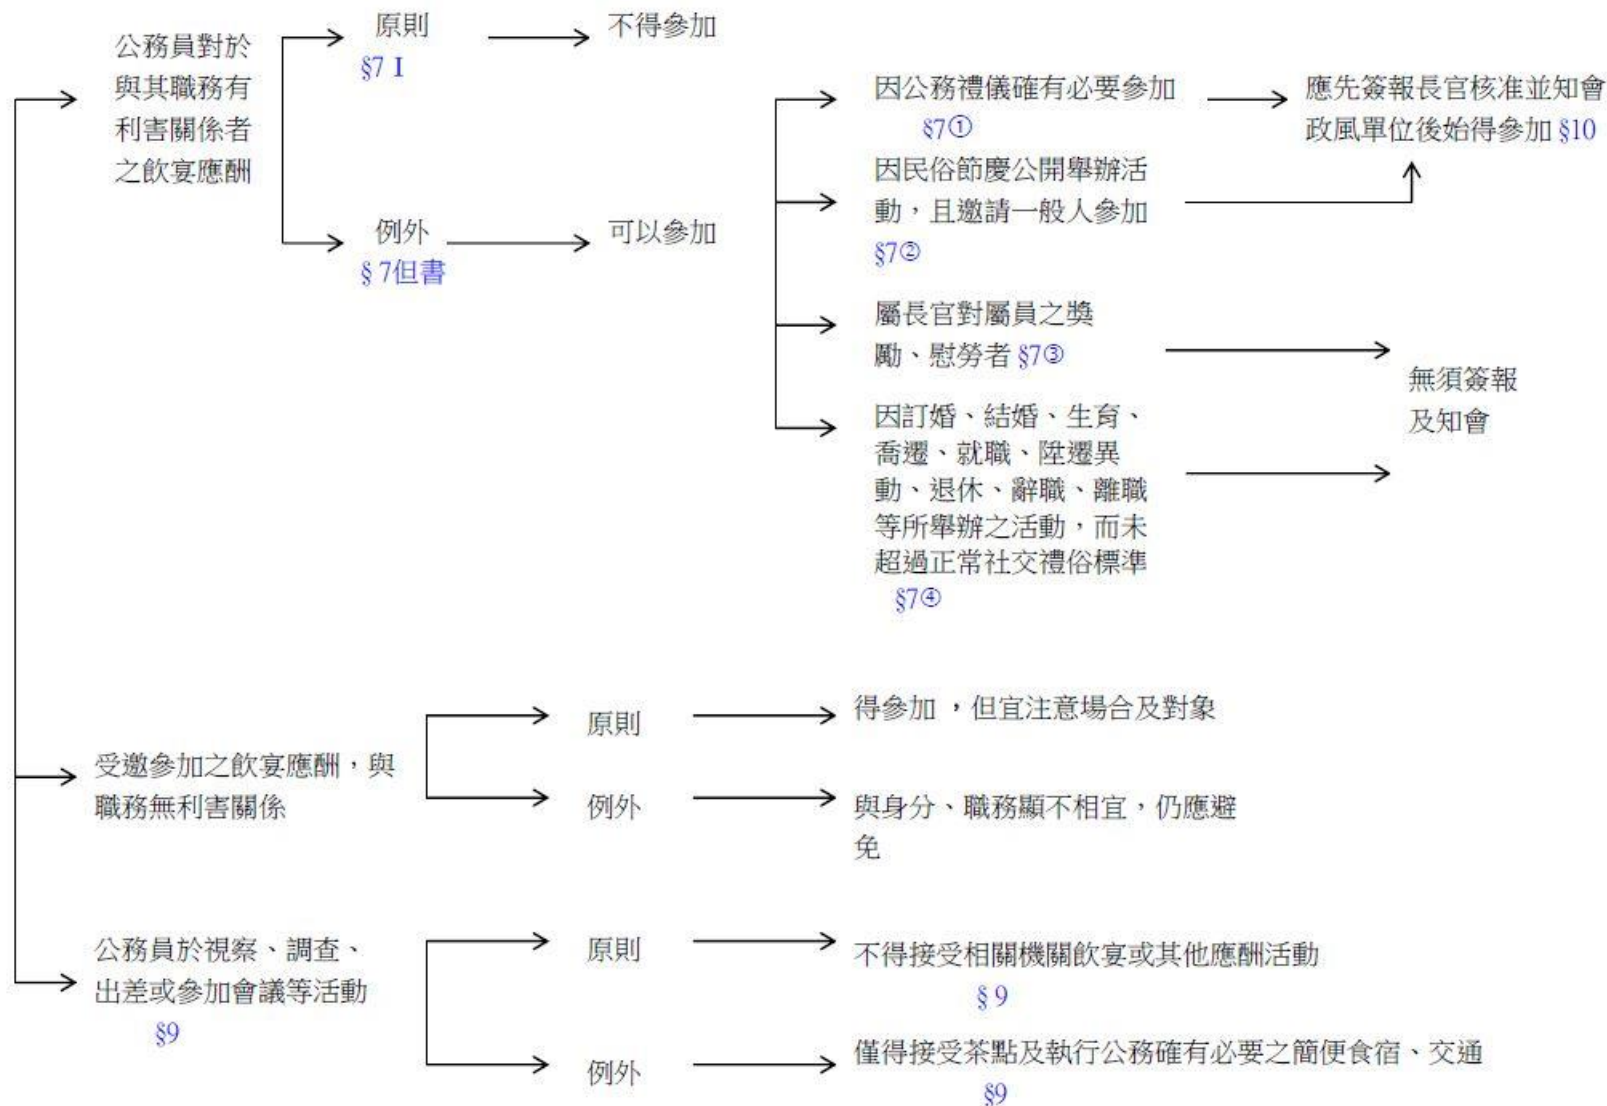 公務員對於
與其職務有
利害關係者
之飲宴應酬
原則
§7 I
不得參加
例外
§ 7但書
可以參加
因公務禮儀確有必要參加
§7①
應先簽報長官核准並知會
政風單位後始得參加 §10
因民俗節慶公開舉辦活
動，且邀請一般人參加
§7②
屬長官對屬員之獎
勵、慰勞者 §7③
因訂婚、結婚、生育、
喬遷、就職、陞遷異
動、退休、辭職、離職
等所舉辦之活動，而未
超過正常社交禮俗標準
§7④
無須簽報
及知會
受邀參加之飲宴應酬，與
職務無利害關係
原則
得參加 ，但宜注意場合及對象
例外
與身分、職務顯不相宜，仍應避
免
公務員於視察、調查、
出差或參加會議等活動
§9
原則
不得接受相關機關飲宴或其他應酬活動
§ 9
例外
僅得接受茶點及執行公務確有必要之簡便食宿、交通
§9